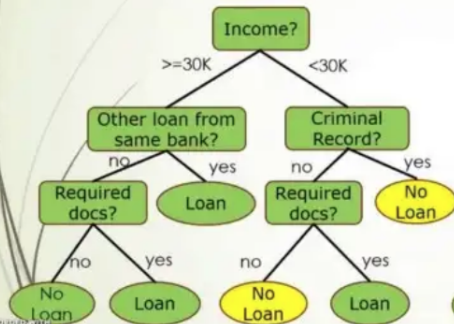 Income?
>=30K
<30K
Other loan from
same bank?
Criminal
Record?
no
yes
no
yes
Required
docs?
Loan
Required
docs?
No
Loan
no
yes
no
yes
No
Loan
Loan
No
Loan
Loan